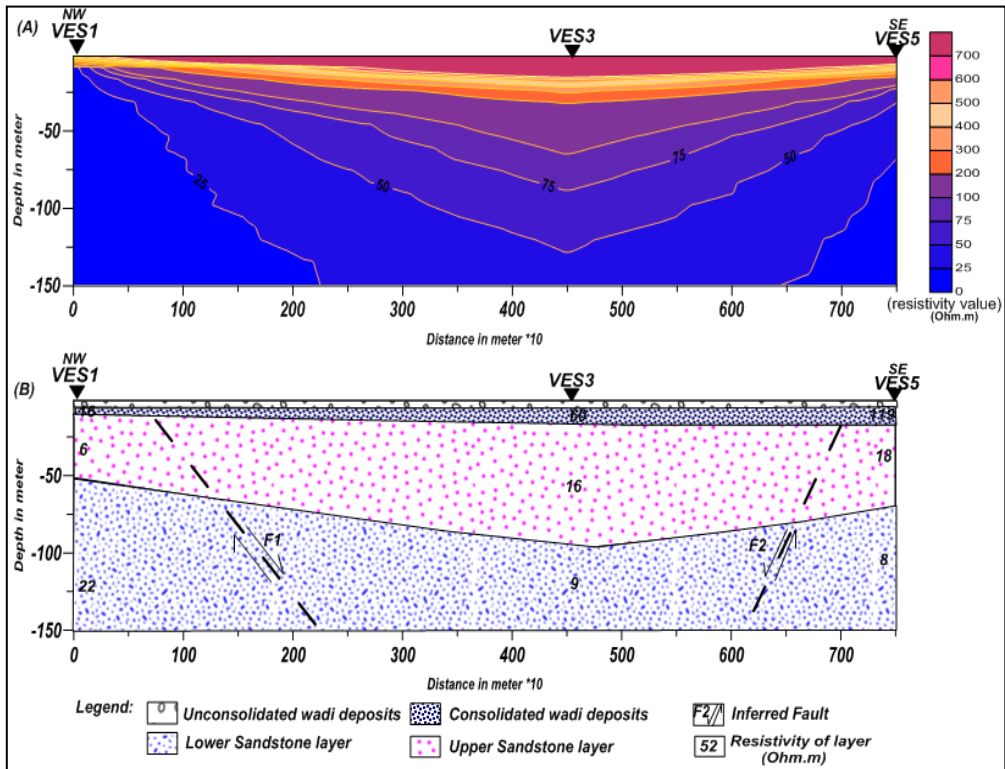 (A)
NW
VES1
VES3
SE
VES5
Depth in meter
-50
-100
-150
25
50
75
75
50
0 100 200 300 400 500 600 700
Distance in meter *10
700
600
500
400
300
200
100
75
50
25
0
(resistivity value)
(Ohm.m)
(B)
NW
VES1
VES3
SE
VES5
Depth in meter
-50
-100
-150
16
60
119
6
16
18
F1
F2
22
9
8
0 100 200 300 400 500 600 700
Distance in meter *10
Legend:
Unconsolidated wadi deposits
Consolidated wadi deposits
F2
Inferred Fault
Lower Sandstone layer
Upper Sandstone layer
52
Resistivity of layer
(Ohm.m)